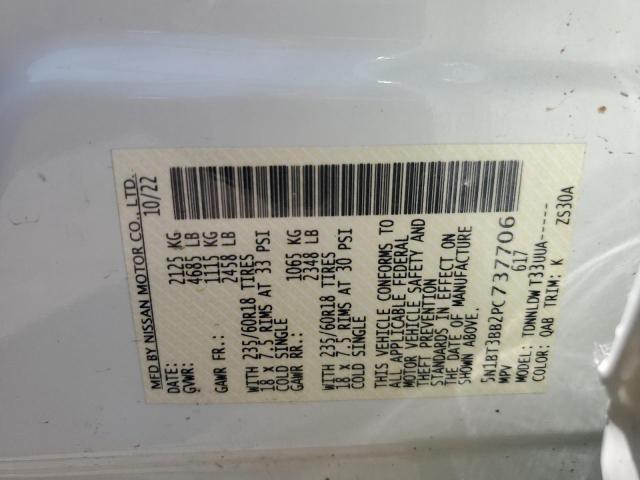 MFD BY NISSAN MOTOR CO., LTD.
10/22
GVWR: 2125 KG
4685 LB
GAWR FR.: 1115 KG
2458 LB
WITH 235/60R18 TIRES
18 x 7.5 RIMS AT 33 PSI
COLD SINGLE
GAWR RR.: 1065 KG
2348 LB
WITH 235/60R18 TIRES
18 x 7.5 RIMS AT 30 PSI
COLD SINGLE
THIS VEHICLE CONFORMS TO
ALL APPLICABLE FEDERAL
MOTOR VEHICLE SAFETY AND
THEFT PREVENTION
STANDARDS IN EFFECT ON
THE DATE OF MANUFACTURE
SHOWN ABOVE.
5N1BT3BB2PC737706
MPV 617
MODEL: TDNNLDW T33UUA-----
COLOR: QAB TRIM: K ZS30A